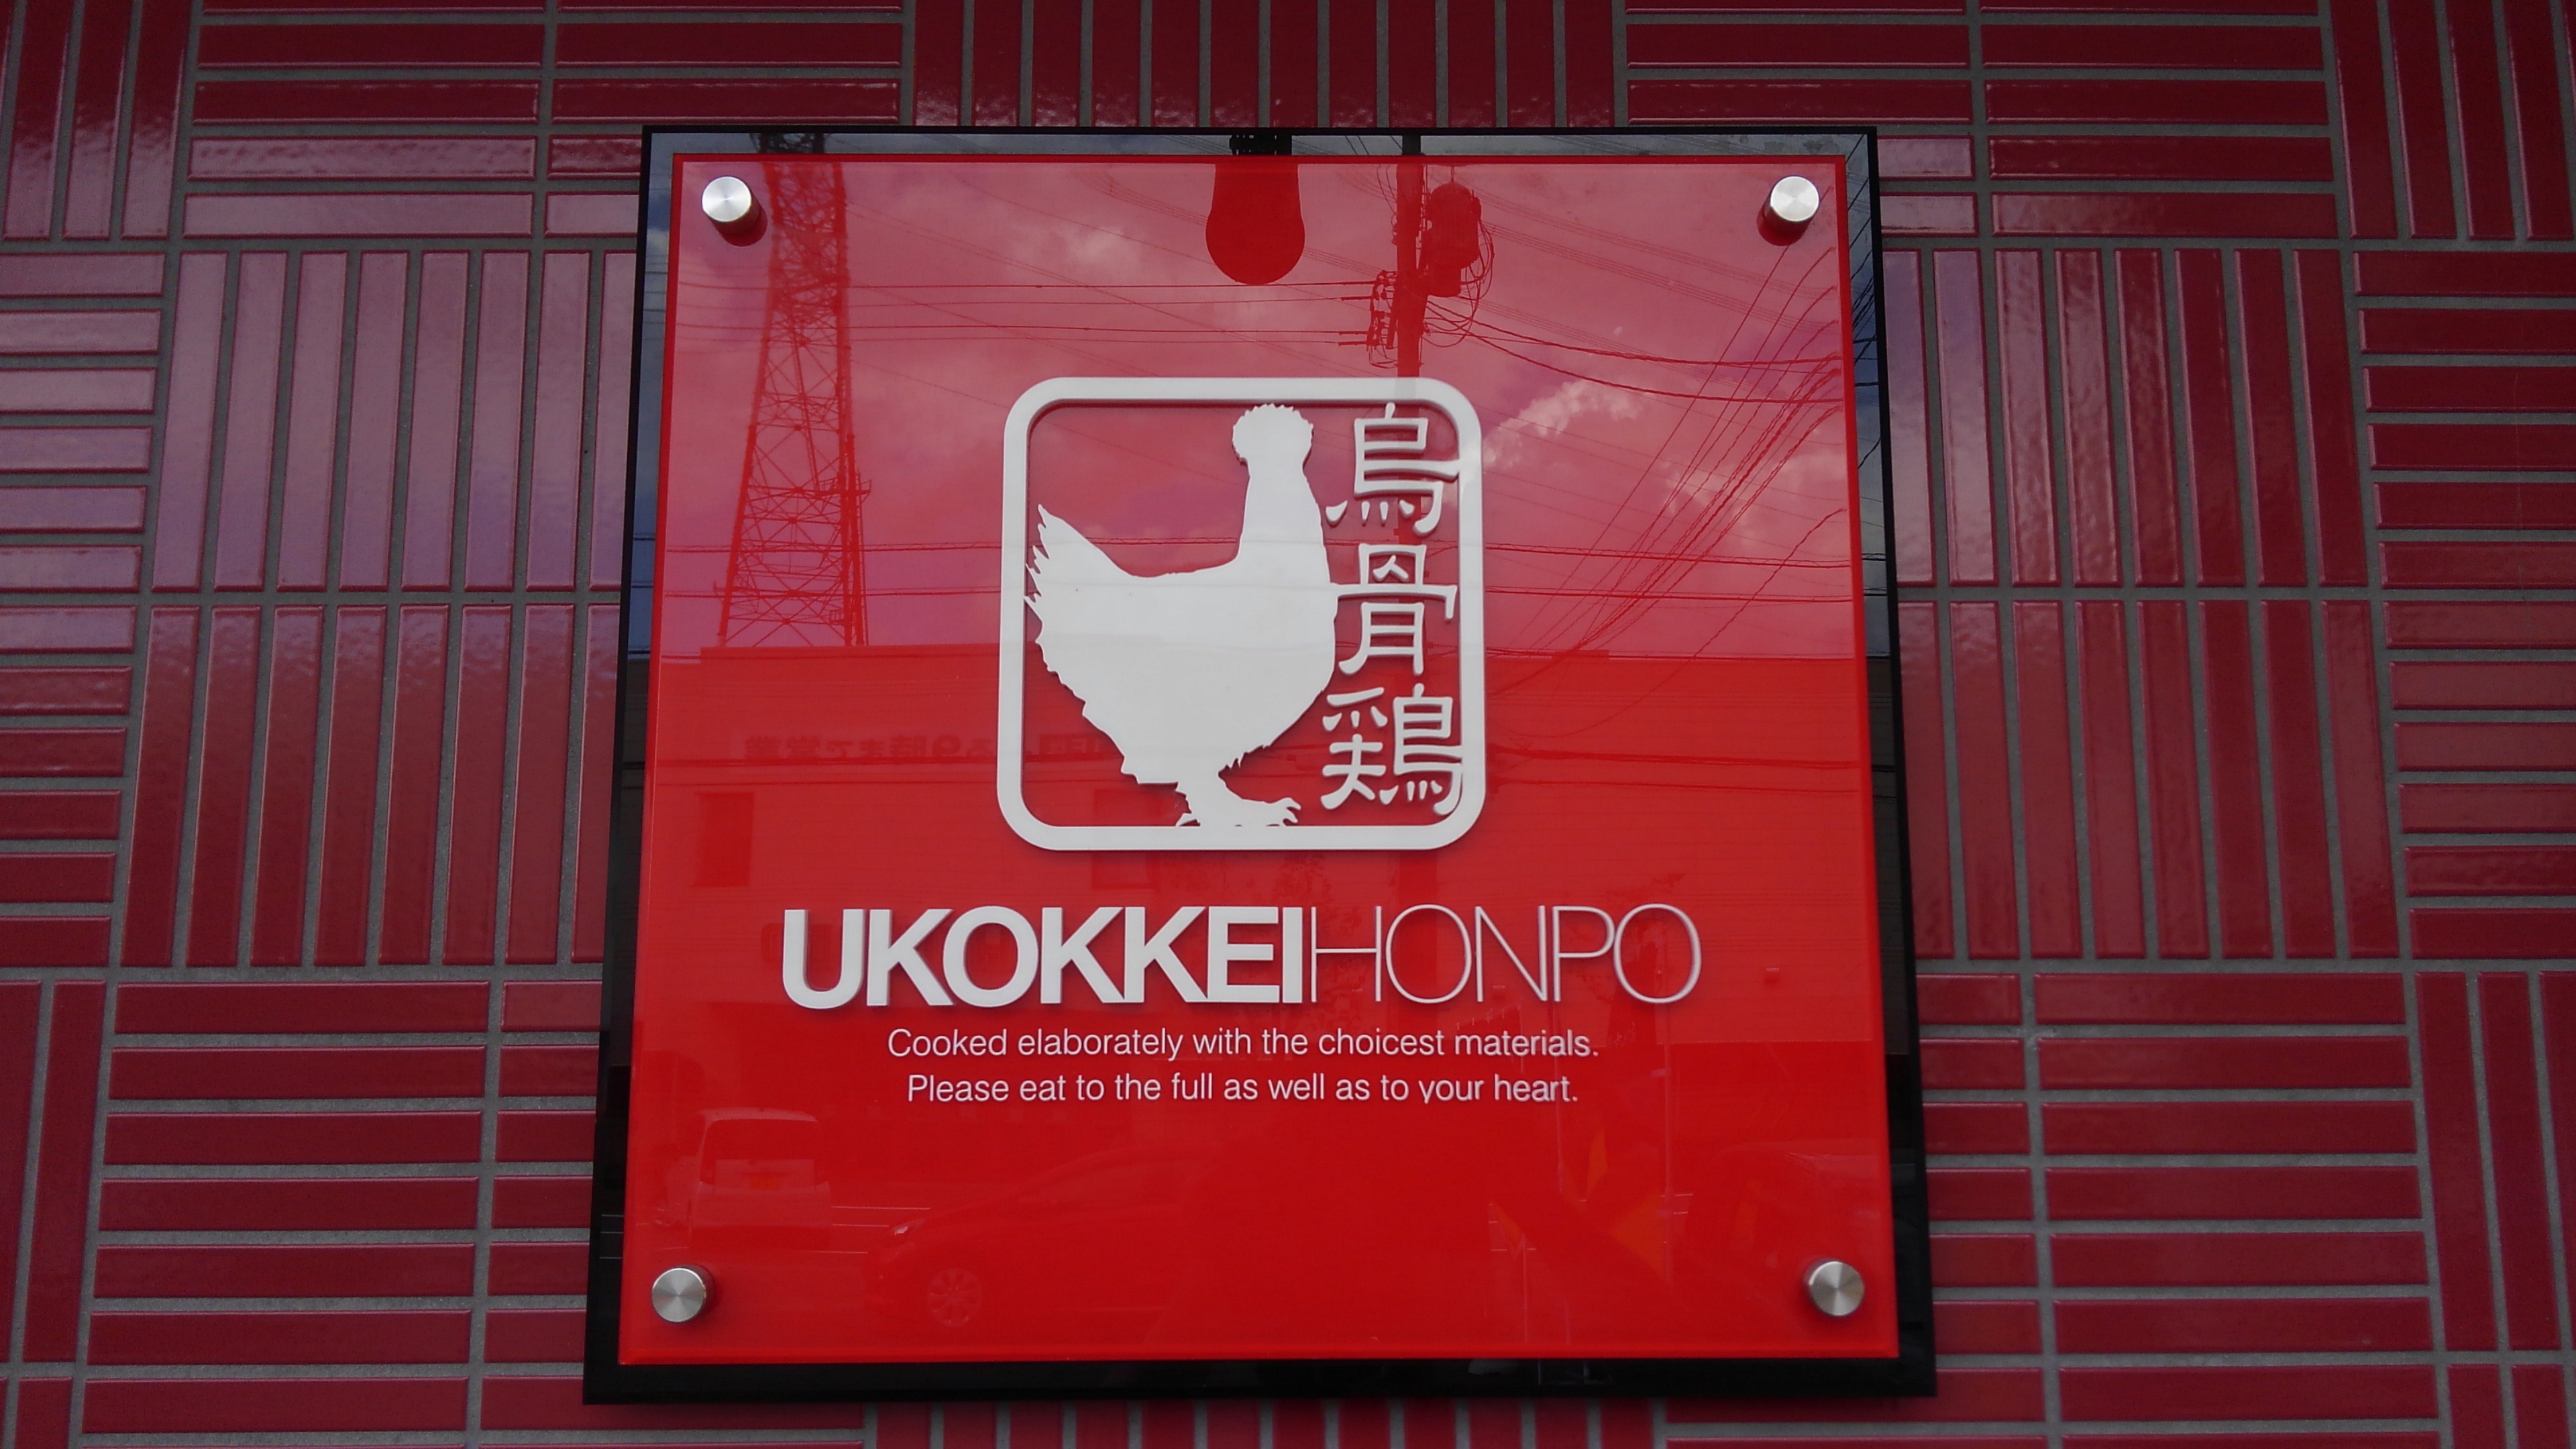 烏骨鶏
UKOKKEIHONPO
Cooked elaborately with the choicest materials.
Please eat to the full as well as to your heart.